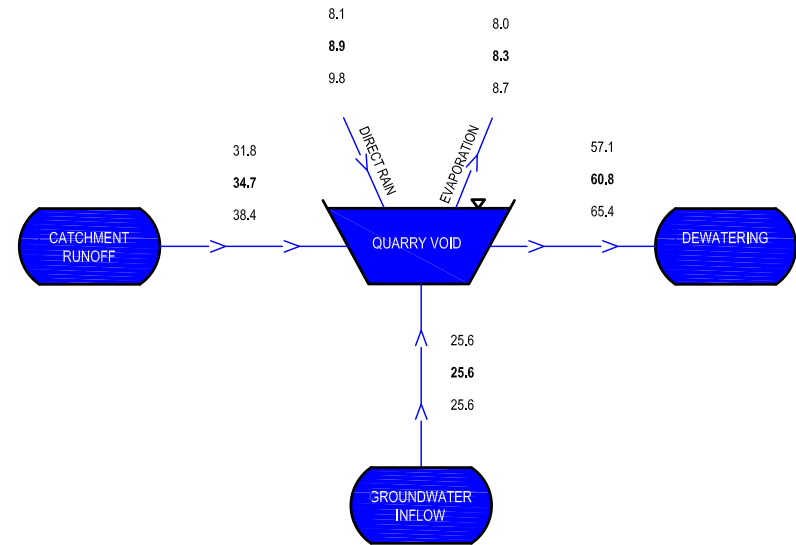 8.1
8.9
9.8
8.0
8.3
8.7
DIRECT RAIN
EVAPORATION
31.8
34.7
38.4
57.1
60.8
65.4
CATCHMENT
RUNOFF
QUARRY VOID
DEWATERING
25.6
25.6
25.6
GROUNDWATER
INFLOW